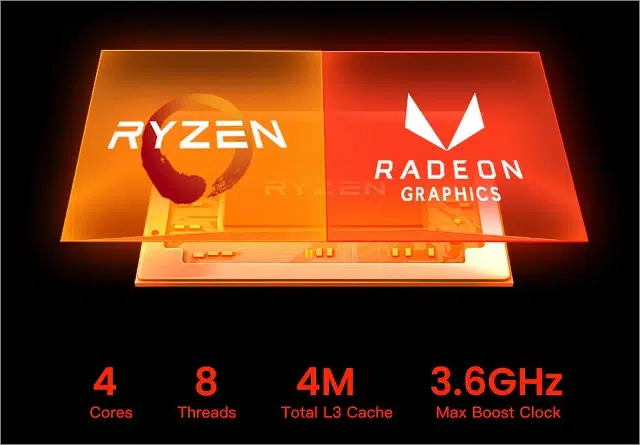 RYZEN
RADEON
GRAPHICS
RYZEN
4 8 4M 3.6GHz
Cores Threads Total L3 Cache Max Boost Clock